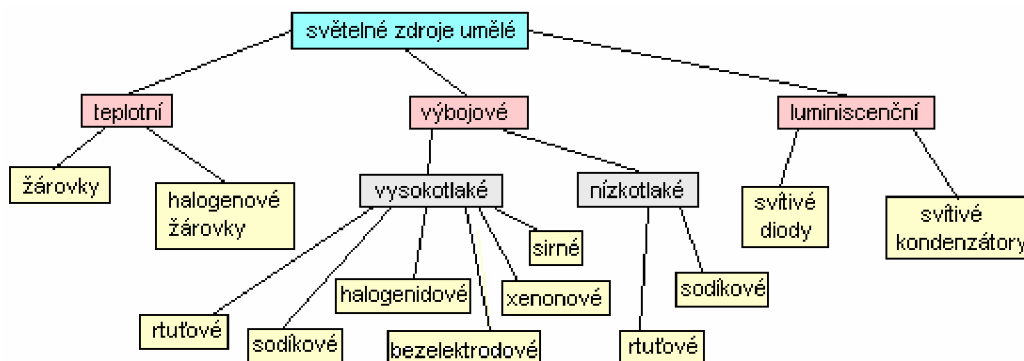 světelné zdroje umělé
teplotní
výbojové
luminiscenční
žárovky
halogenové
žárovky
vysokotlaké
nízkotlaké
svítivé
diody
svítivé
kondenzátory
sirné
halogenidové
xenonové
sodíkové
rtuťové
sodíkové
bezelektrodové
rtuťové